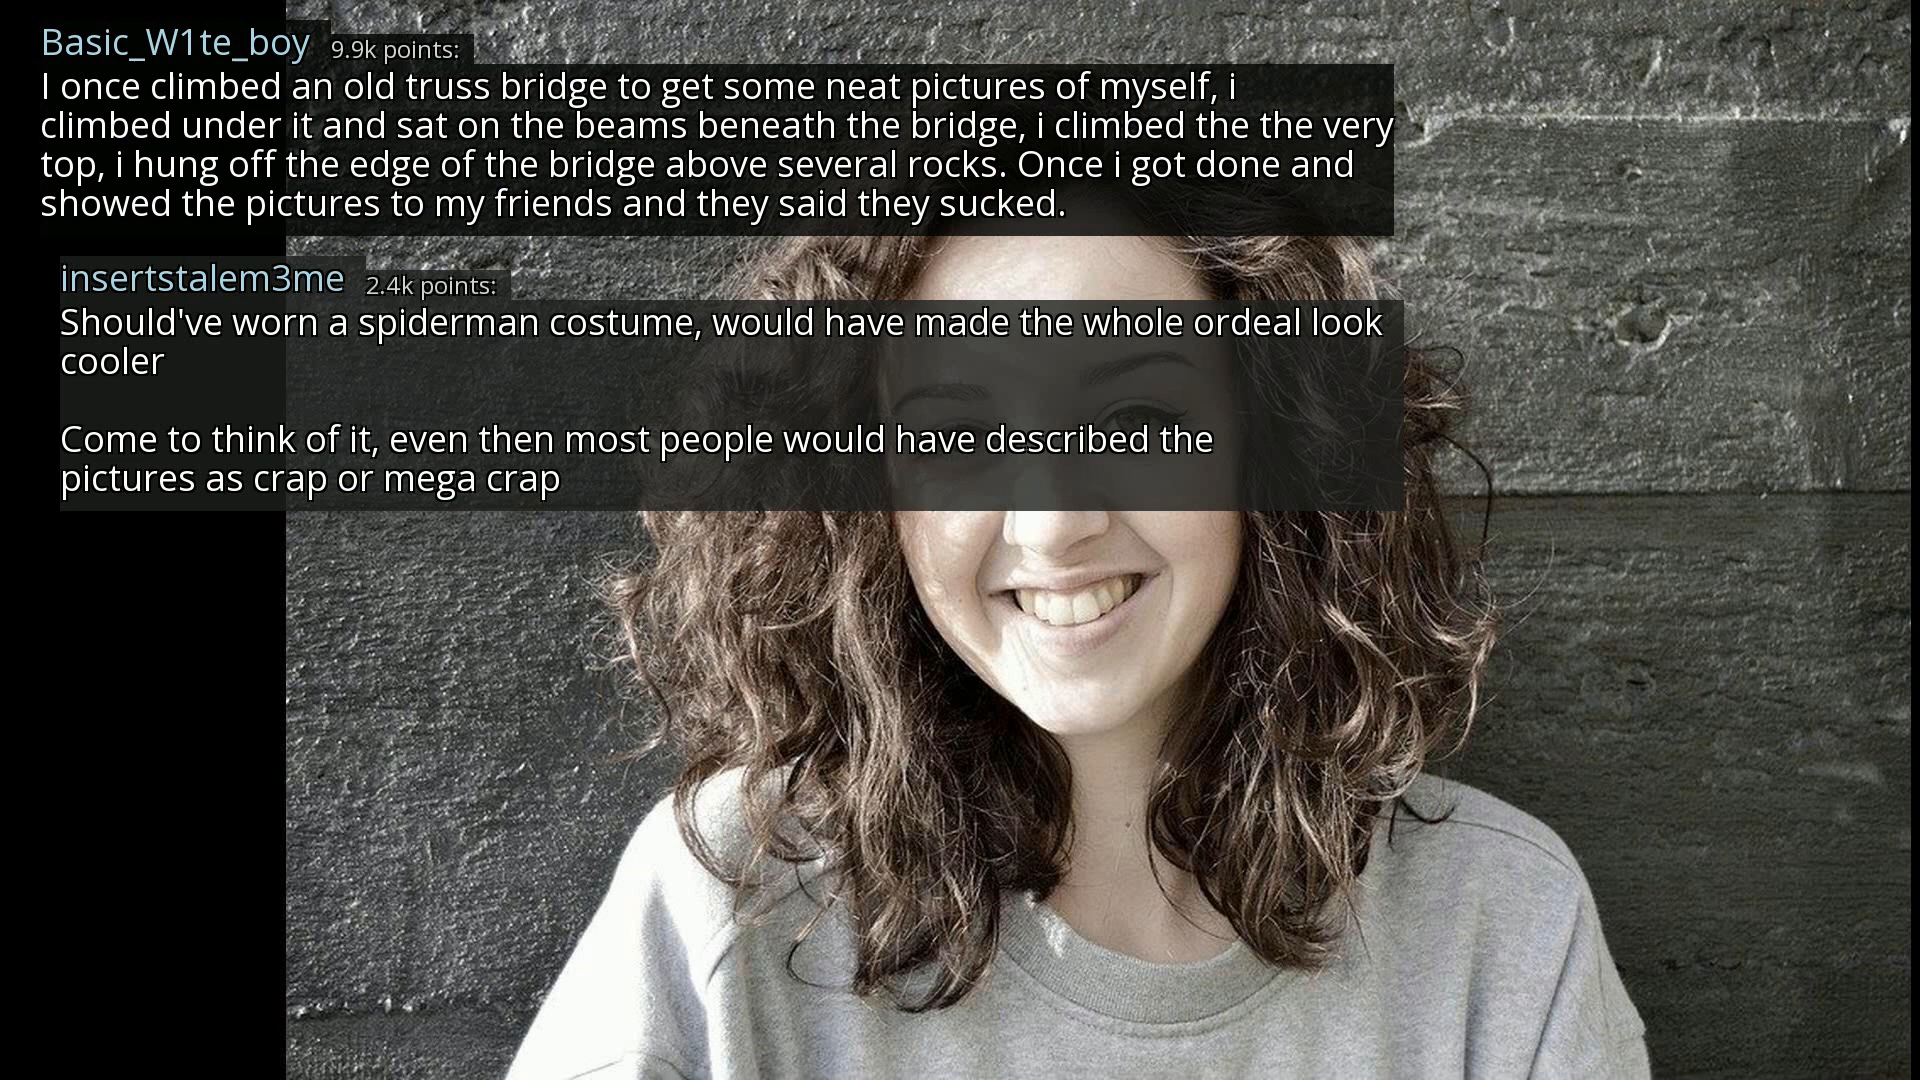 Basic_W1te_boy 9.9k points:
I once climbed an old truss bridge to get some neat pictures of myself, i
climbed under it and sat on the beams beneath the bridge, i climbed the the very
top, i hung off the edge of the bridge above several rocks. Once i got done and
showed the pictures to my friends and they said they sucked.
insertstalem3me 2.4k points:
Should've worn a spiderman costume, would have made the whole ordeal look
cooler
Come to think of it, even then most people would have described the
pictures as crap or mega crap